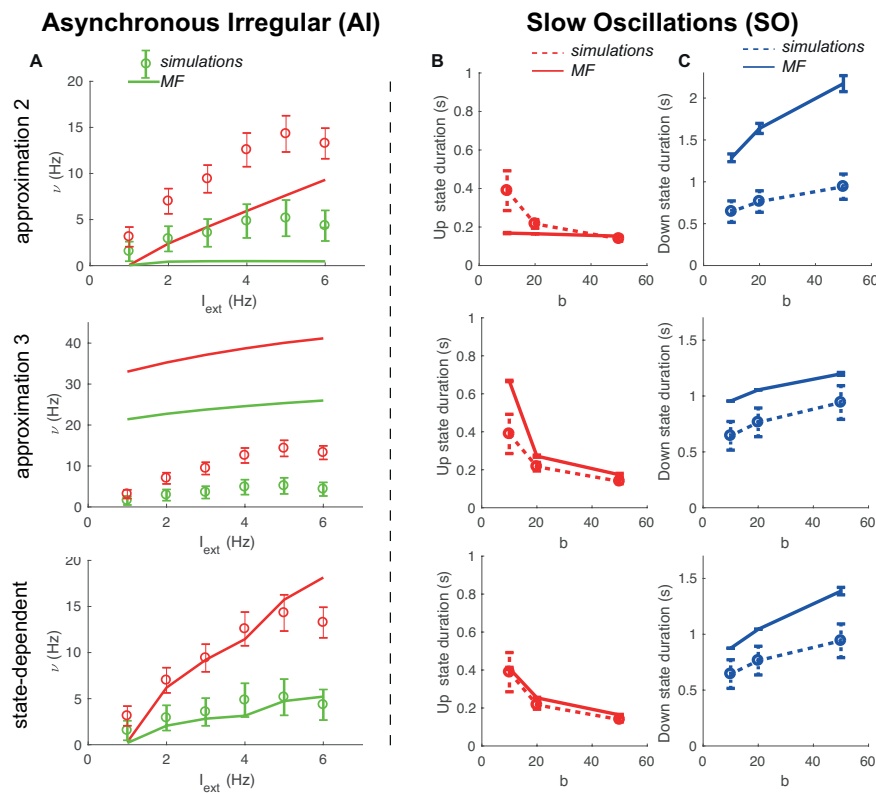 Asynchronous Irregular (AI)
Slow Oscillations (SO)
A
simulations
MF
B
simulations
MF
C
simulations
MF
approximation 2
20
15
10
5
0
ν (Hz)
0 2 4 6
I_ext (Hz)
1
0.8
0.6
0.4
0.2
0
Up state duration (s)
0 20 40 60
b
2
1.5
1
0.5
0
Down state duration (s)
0 20 40 60
b
approximation 3
40
30
20
10
0
ν (Hz)
0 2 4 6
I_ext (Hz)
1
0.8
0.6
0.4
0.2
0
Up state duration (s)
0 20 40 60
b
1.5
1
0.5
0
Down state duration (s)
0 20 40 60
b
state-dependent
20
15
10
5
0
ν (Hz)
0 2 4 6
I_ext (Hz)
1
0.8
0.6
0.4
0.2
0
Up state duration (s)
0 20 40 60
b
1.5
1
0.5
0
Down state duration (s)
0 20 40 60
b